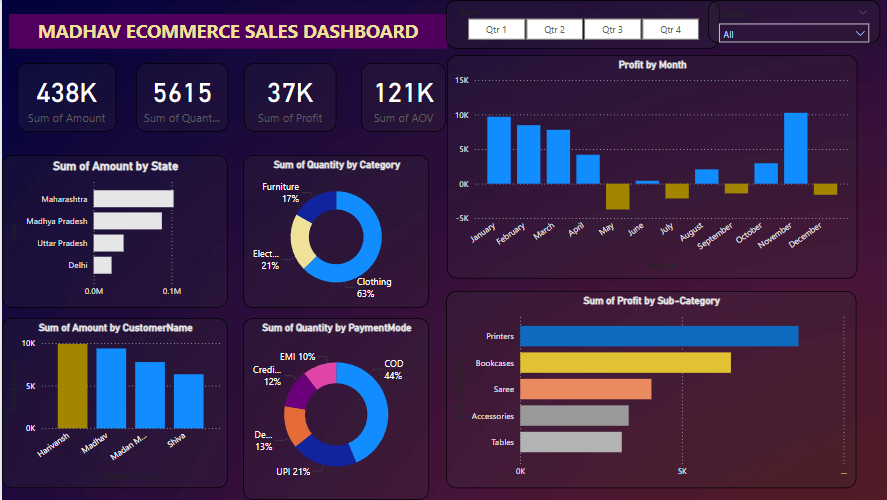 MADHAV ECOMMERCE SALES DASHBOARD
Qtr 1
Qtr 2
Qtr 3
Qtr 4
All
438K
Sum of Amount
5615
Sum of Quant...
37K
Sum of Profit
121K
Sum of AOV
Profit by Month
15K
10K
5K
0K
-5K
January
February
March
April
May
June
July
August
September
October
November
December
Sum of Amount by State
Maharashtra
Madhya Pradesh
Uttar Pradesh
Delhi
0.0M
0.1M
Sum of Quantity by Category
Furniture
17%
Elect...
21%
Clothing
63%
Sum of Amount by CustomerName
10K
5K
0K
Harivansh
Madhav
Madan M...
Shiva
Sum of Quantity by PaymentMode
EMI 10%
Credi...
12%
De...
13%
UPI 21%
COD
44%
Sum of Profit by Sub-Category
Printers
Bookcases
Saree
Accessories
Tables
0K
5K
...